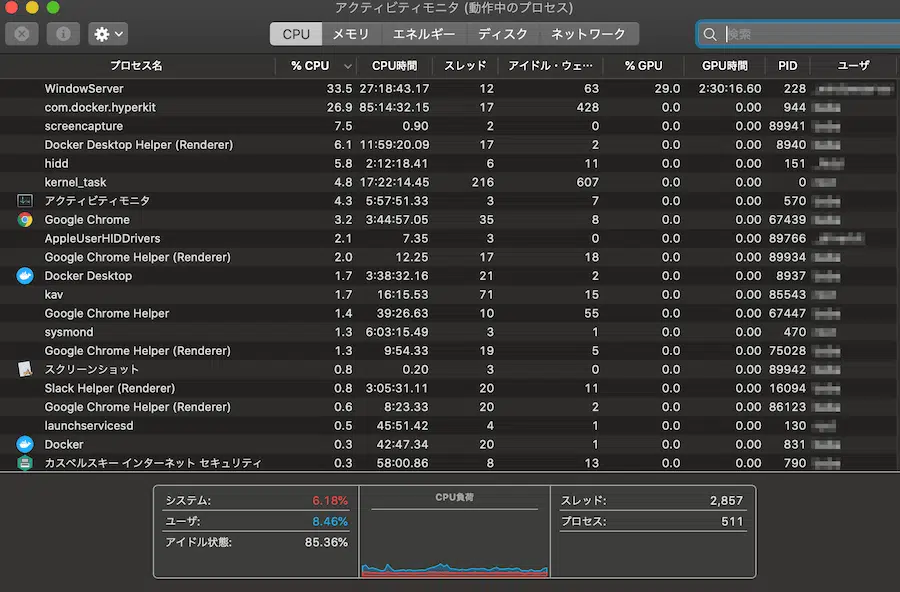 アクティビティモニタ (動作中のプロセス)
CPU メモリ エネルギー ディスク ネットワーク 検索
プロセス名 % CPU CPU時間 スレッド アイドル・ウェ… % GPU GPU時間 PID ユーザ
WindowServer 33.5 27:18:43.17 12 63 29.0 2:30:16.60 228
com.docker.hyperkit 26.9 85:14:32.15 17 428 0.0 0.00 944
screencapture 7.5 0.90 2 0 0.0 0.00 89941
Docker Desktop Helper (Renderer) 6.1 11:59:20.09 17 2 0.0 0.00 8940
hidd 5.8 2:12:18.41 6 11 0.0 0.00 151
kernel_task 4.8 17:22:14.45 216 607 0.0 0.00 0
アクティビティモニタ 4.3 5:57:51.33 3 7 0.0 0.00 570
Google Chrome 3.2 3:44:57.05 35 8 0.0 0.00 67439
AppleUserHIDDrivers 2.1 7.35 3 0 0.0 0.00 89766
Google Chrome Helper (Renderer) 2.0 12.25 17 18 0.0 0.00 89934
Docker Desktop 1.7 3:38:32.16 21 2 0.0 0.00 8937
kav 1.7 16:15.53 71 15 0.0 0.00 85543
Google Chrome Helper 1.4 39:26.63 10 55 0.0 0.00 67447
sysmond 1.3 6:03:15.49 3 1 0.0 0.00 470
Google Chrome Helper (Renderer) 1.3 9:54.33 19 5 0.0 0.00 75028
スクリーンショット 0.8 0.20 3 0 0.0 0.00 89942
Slack Helper (Renderer) 0.8 3:05:31.11 20 11 0.0 0.00 16094
Google Chrome Helper (Renderer) 0.6 8:23.33 20 2 0.0 0.00 86123
launchservicesd 0.5 45:51.42 4 1 0.0 0.00 130
Docker 0.3 42:47.34 20 1 0.0 0.00 831
カスペルスキー インターネット セキュリティ 0.3 58:00.86 8 13 0.0 0.00 790
システム: 6.18%
ユーザ: 8.46%
アイドル状態: 85.36%
CPU負荷
スレッド: 2,857
プロセス: 511